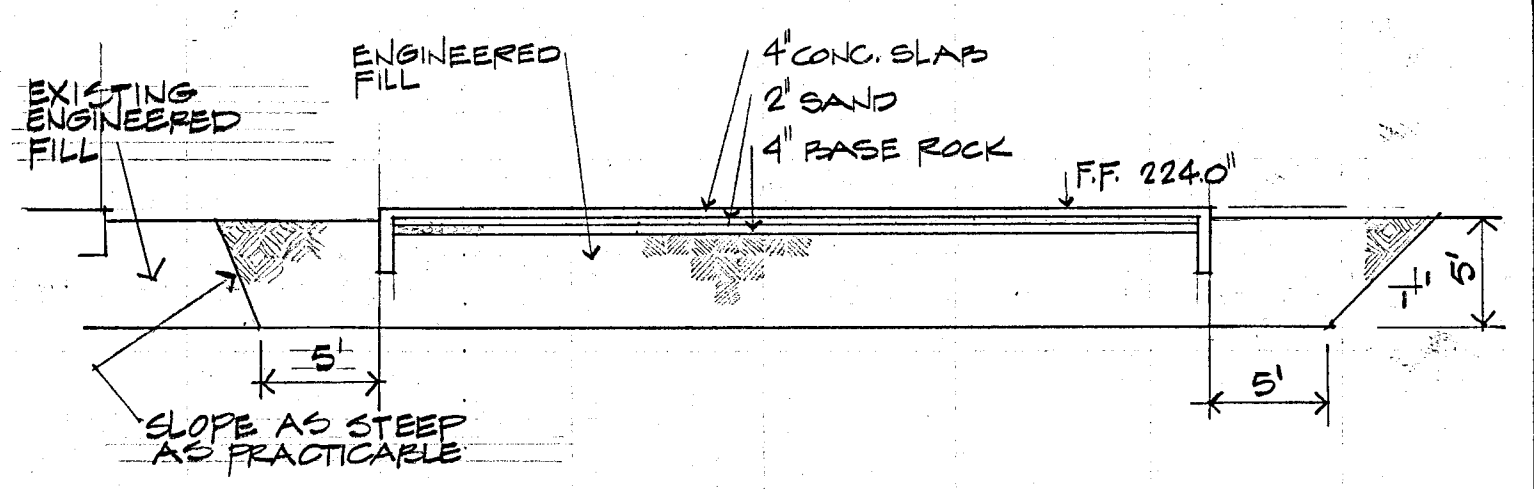 ENGINEERED
FILL
4" CONC. SLAB
2" SAND
4" BASE ROCK
EXISTING
ENGINEERED
FILL
F.F. 224.0"
5'
1
1
5'
5'
SLOPE AS STEEP
AS PRACTICABLE